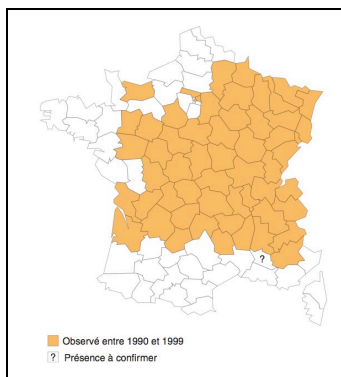 ?
Observé entre 1990 et 1999
? Présence à confirmer